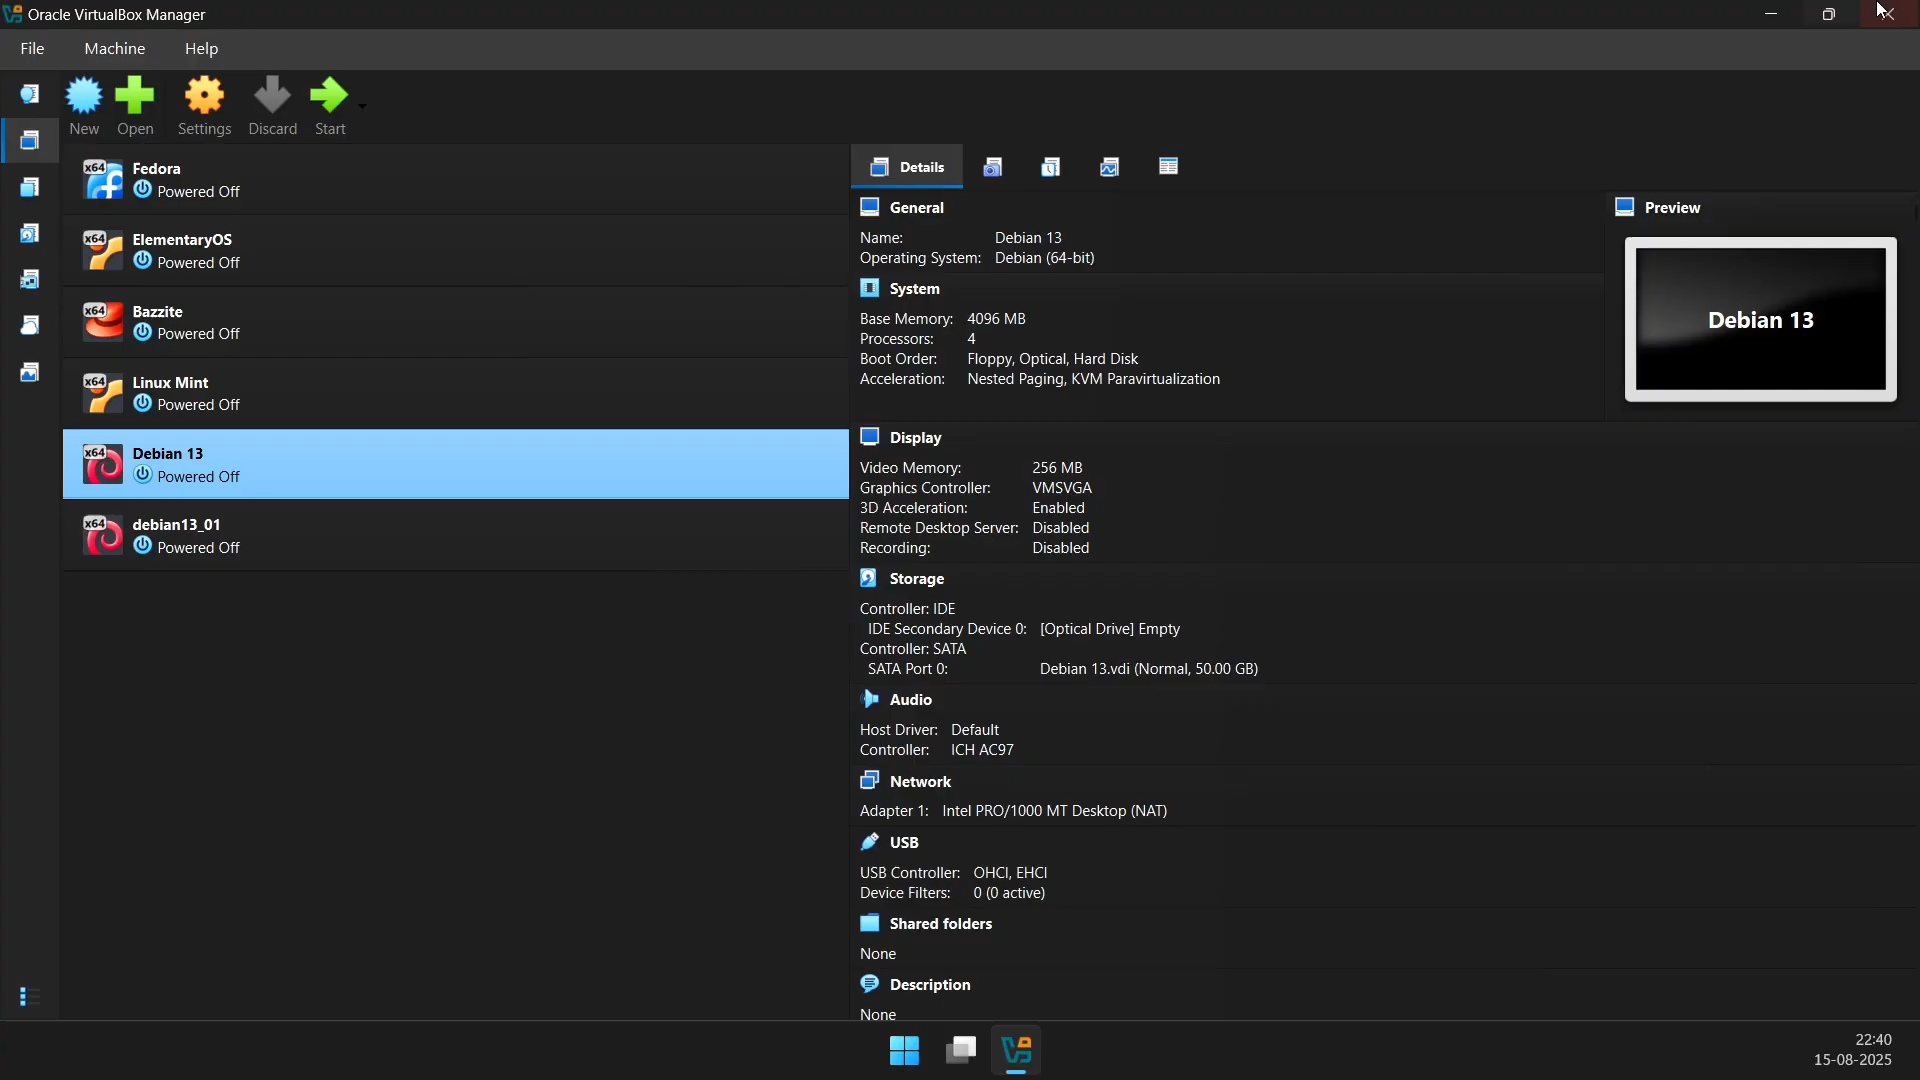 Oracle VirtualBox Manager
File Machine Help
New Open Settings Discard Start
x64 Fedora
Powered Off
x64 ElementaryOS
Powered Off
x64 Bazzite
Powered Off
x64 Linux Mint
Powered Off
x64 Debian 13
Powered Off
x64 debian13_01
Powered Off
Details
General
Name: Debian 13
Operating System: Debian (64-bit)
System
Base Memory: 4096 MB
Processors: 4
Boot Order: Floppy, Optical, Hard Disk
Acceleration: Nested Paging, KVM Paravirtualization
Preview
Debian 13
Display
Video Memory: 256 MB
Graphics Controller: VMSVGA
3D Acceleration: Enabled
Remote Desktop Server: Disabled
Recording: Disabled
Storage
Controller: IDE
IDE Secondary Device 0: [Optical Drive] Empty
Controller: SATA
SATA Port 0: Debian 13.vdi (Normal, 50.00 GB)
Audio
Host Driver: Default
Controller: ICH AC97
Network
Adapter 1: Intel PRO/1000 MT Desktop (NAT)
USB
USB Controller: OHCI, EHCI
Device Filters: 0 (0 active)
Shared folders
None
Description
None
22:40
15-08-2025